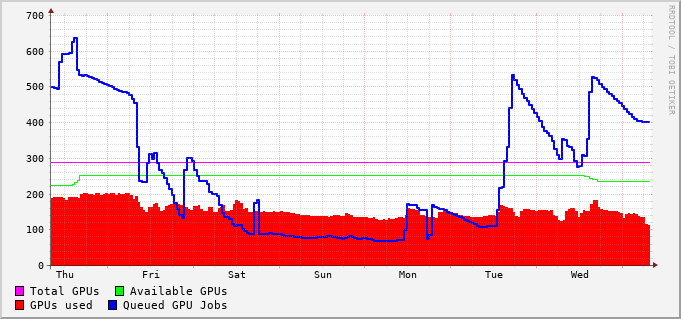 700
600
500
400
300
200
100
0
Thu Fri Sat Sun Mon Tue Wed
Total GPUs Available GPUs
GPUs used Queued GPU Jobs
RRDTOOL / TOBI OETIKER